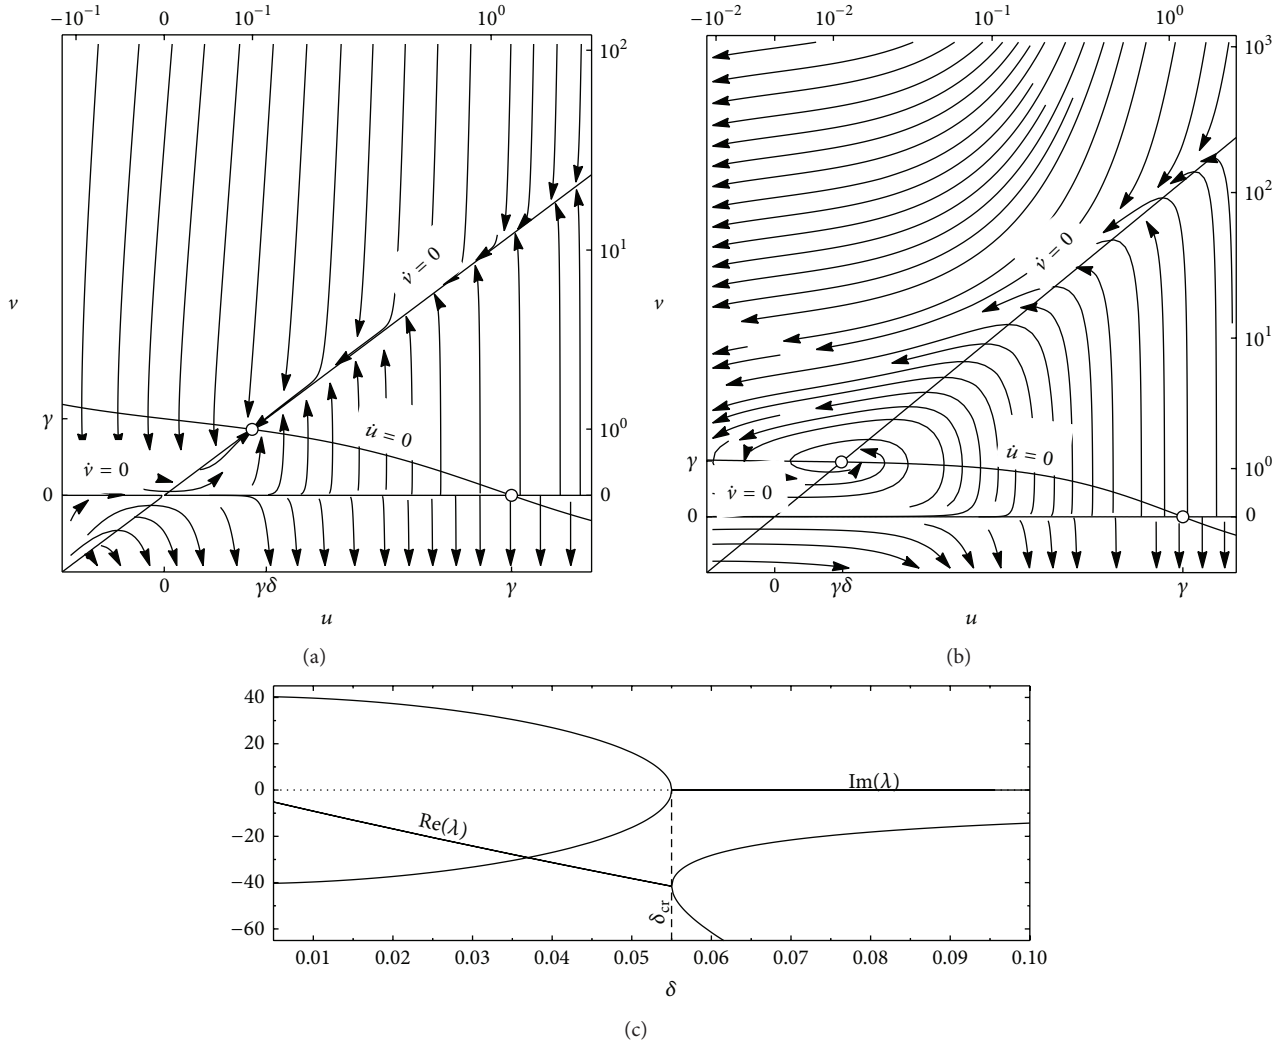 −10⁻¹ 0 10⁻¹ 10⁰
10²
10¹
10⁰
0
v
γ
0
v̇ = 0
u̇ = 0
v̇ = 0
0 γδ γ
u
(a)
−10⁻² 10⁻² 10⁻¹ 10⁰
10³
10²
10¹
10⁰
0
v
γ
0
v̇ = 0
u̇ = 0
v̇ = 0
0 γδ γ
u
(b)
40
20
0
−20
−40
−60
Re(λ)
Im(λ)
δcr
0.01 0.02 0.03 0.04 0.05 0.06 0.07 0.08 0.09 0.10
δ
(c)